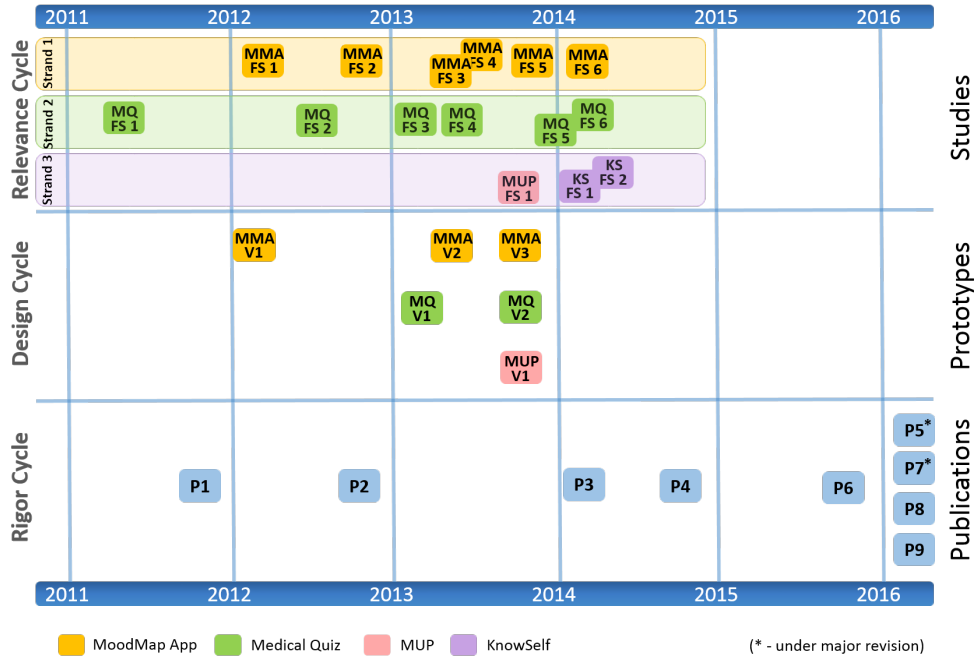 2011 2012 2013 2014 2015 2016
Relevance Cycle
Studies
Strand 1
MMA
FS 1
MMA
FS 2
MMA
FS 3
MMA
FS 4
MMA
FS 5
MMA
FS 6
Strand 2
MQ
FS 1
MQ
FS 2
MQ
FS 3
MQ
FS 4
MQ
FS 5
MQ
FS 6
Strand 3
MUP
FS 1
KS
FS 1
KS
FS 2
Design Cycle
Prototypes
MMA
V1
MMA
V2
MMA
V3
MQ
V1
MQ
V2
MUP
V1
Rigor Cycle
Publications
P1
P2
P3
P4
P6
P5*
P7*
P8
P9
2011 2012 2013 2014 2015 2016
MoodMap App Medical Quiz MUP KnowSelf (* - under major revision)